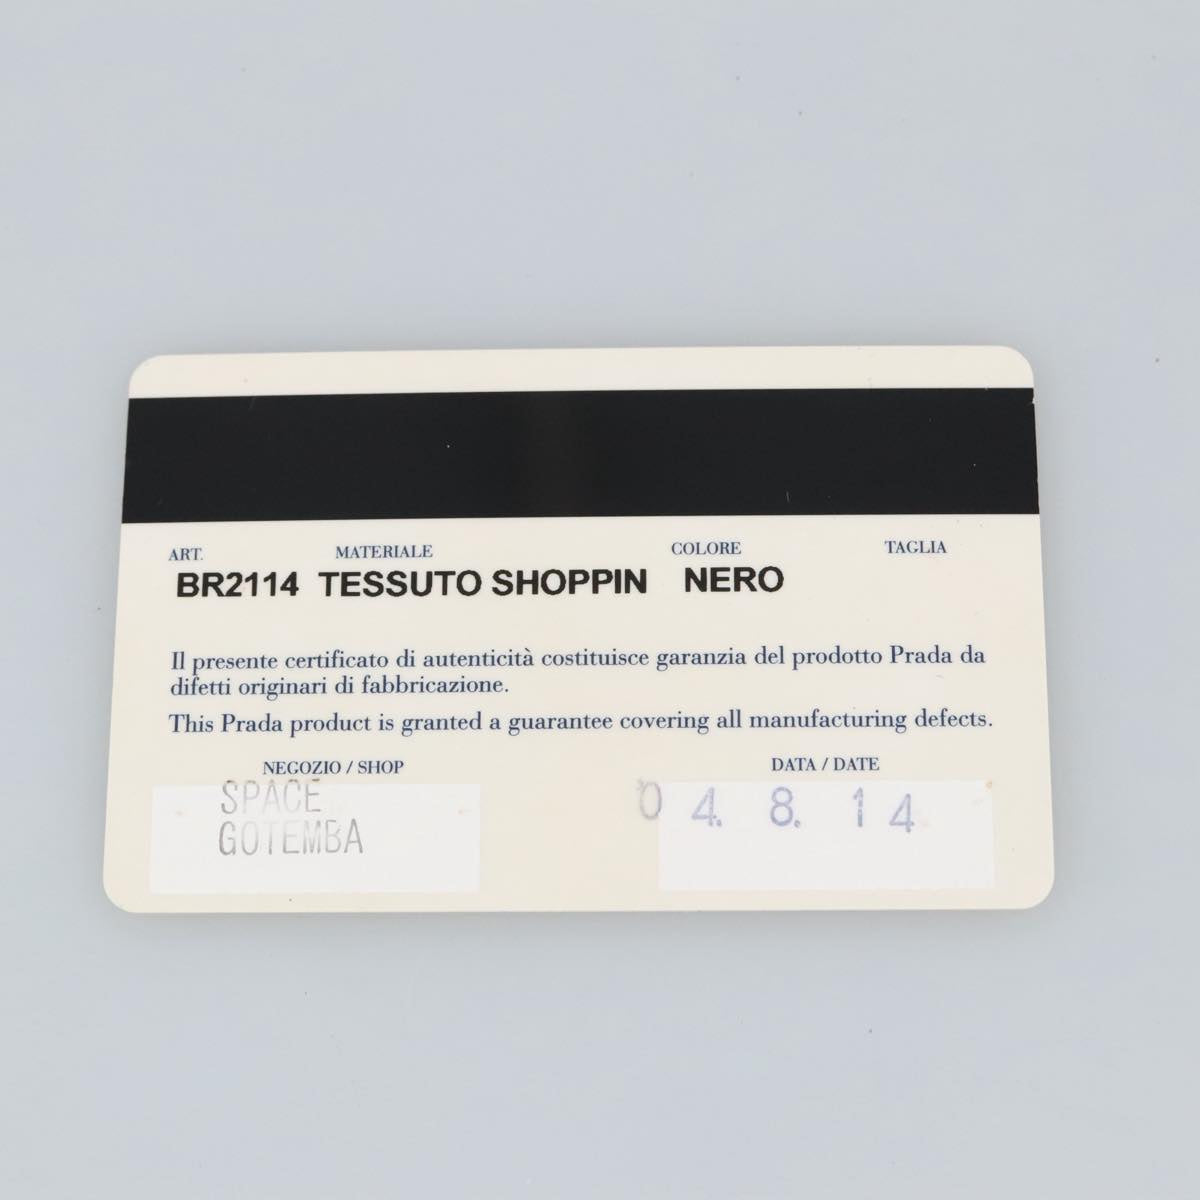 ART. MATERIALE COLORE TAGLIA
BR2114 TESSUTO SHOPPIN NERO
Il presente certificato di autenticità costituisce garanzia del prodotto Prada da
difetti originari di fabbricazione.
This Prada product is granted a guarantee covering all manufacturing defects.
NEGOZIO / SHOP DATA / DATE
SPACE
GOTEMBA
04. 8. 14